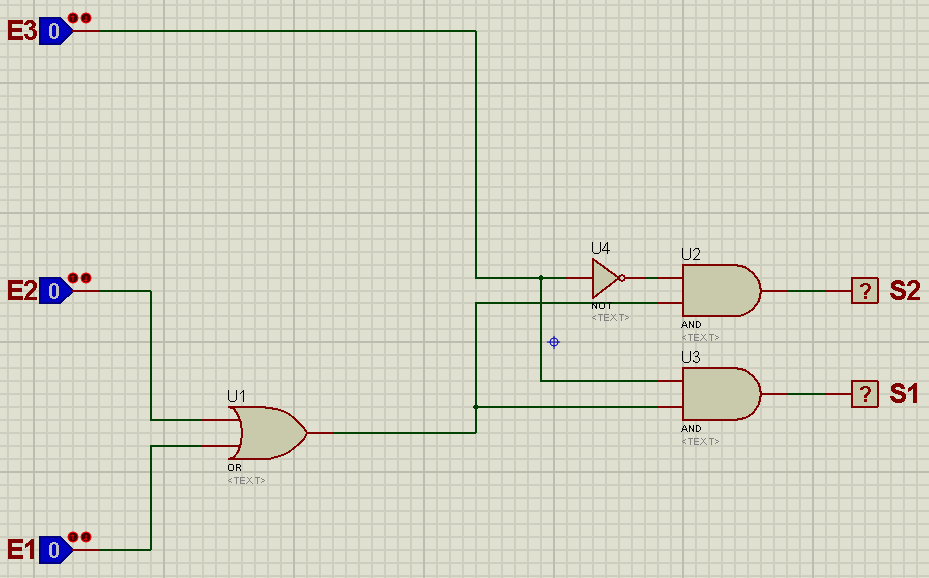 E3 0
U4
U2
E2 0
NOT
<TEXT>
? S2
AND
<TEXT>
U3
U1
? S1
AND
<TEXT>
OR
<TEXT>
E1 0